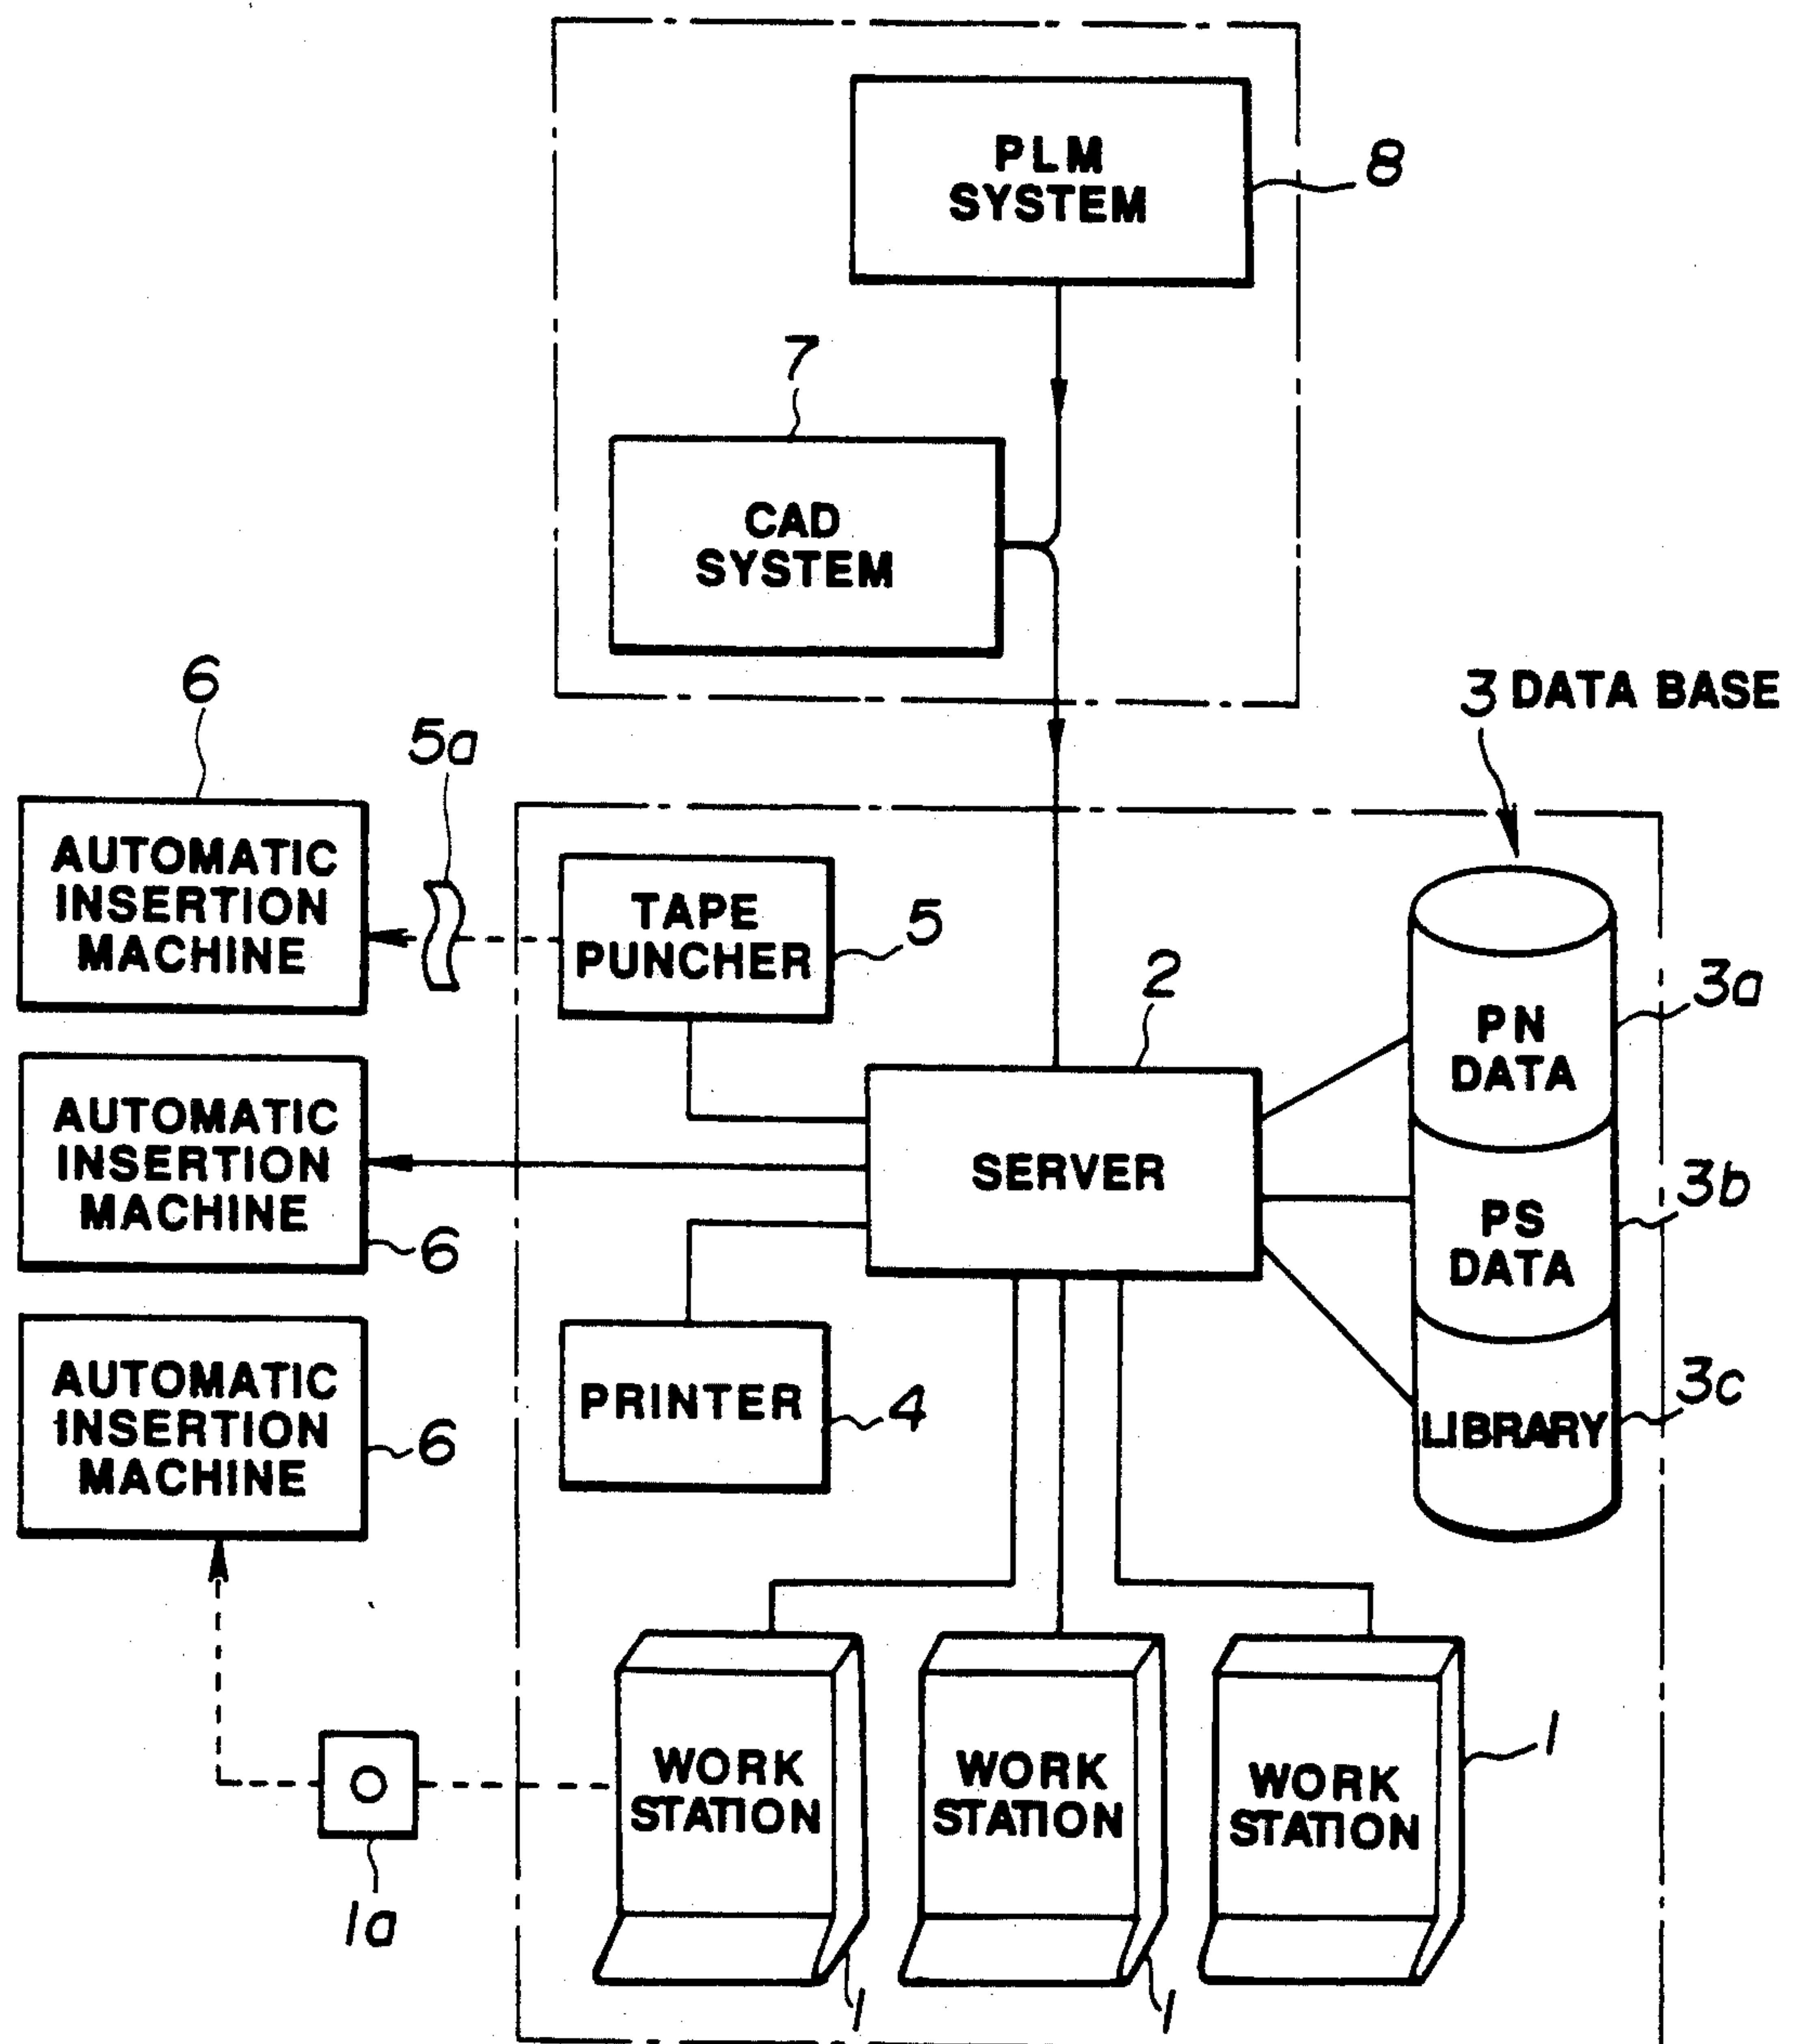 PLM
SYSTEM
8
7
CAD
SYSTEM
3 DATA BASE
6
5a
AUTOMATIC
INSERTION
MACHINE
TAPE
PUNCHER
5
2
3a
PN
DATA
AUTOMATIC
INSERTION
MACHINE
6
SERVER
3b
PS
DATA
AUTOMATIC
INSERTION
MACHINE
6
PRINTER
4
3c
LIBRARY
WORK
STATION
WORK
STATION
WORK
STATION
1
1a
1
1